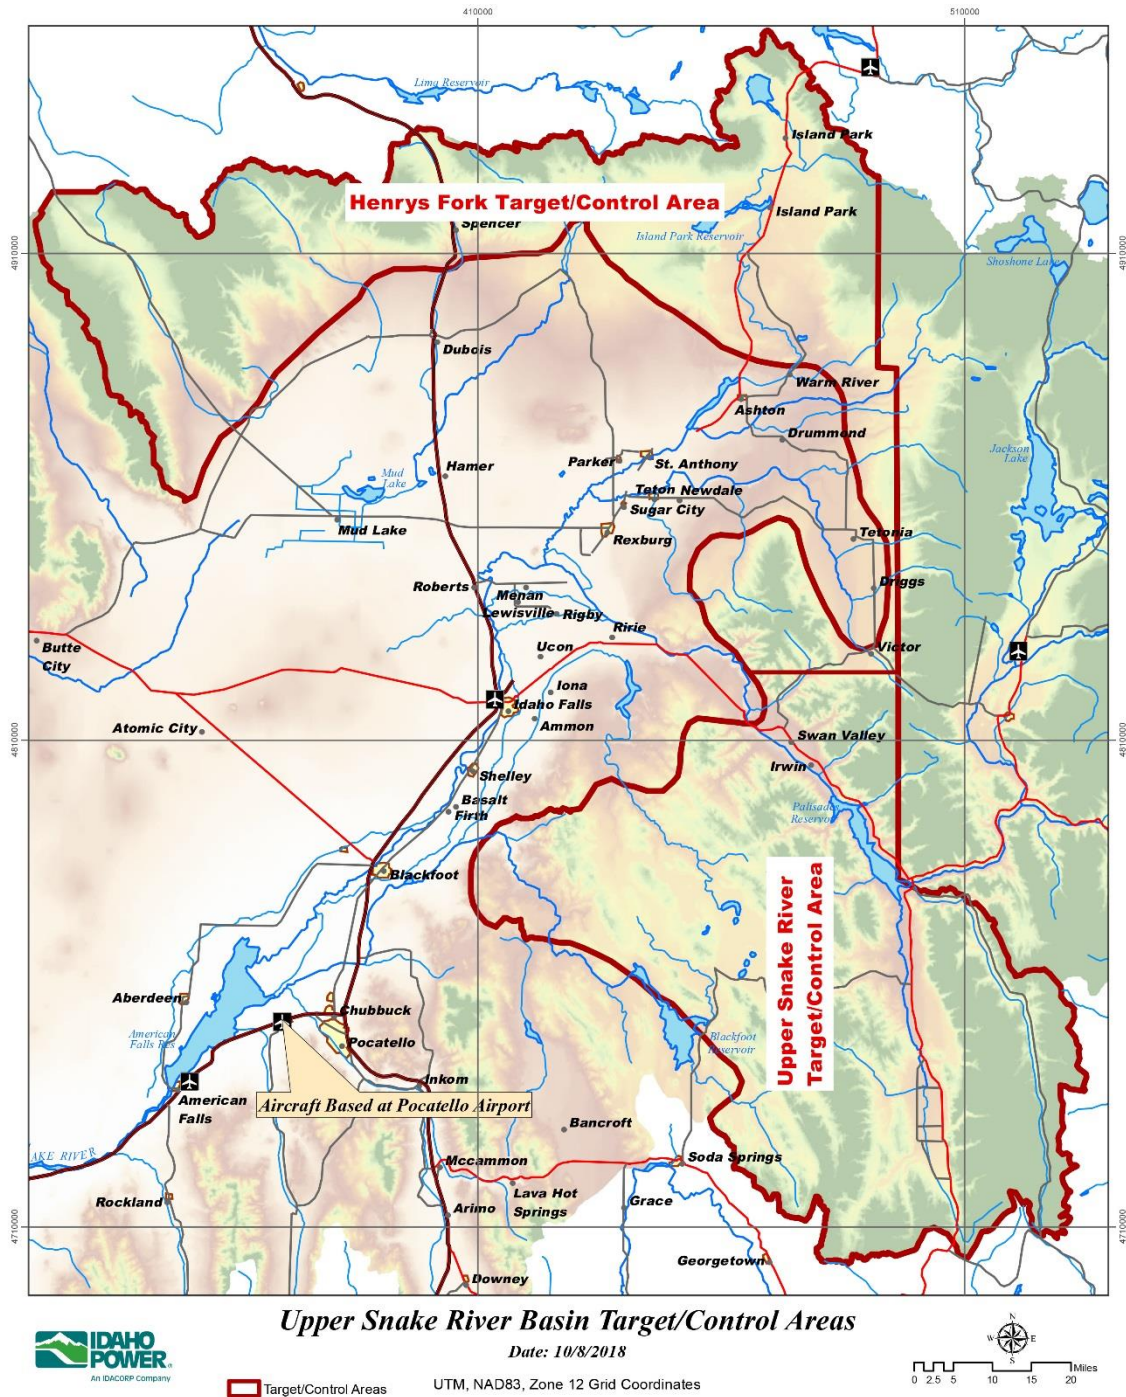 410000
510000
Lima Reservoir
Island Park
Henrys Fork Target/Control Area
Island Park
Spencer
Island Park Reservoir
4910000
4910000
Shoshone Lake
Dubois
Warm River
Ashton
Drummond
Jackson
Lake
Hamer
Parker
St. Anthony
Mud
Lake
Teton
Newdale
Sugar City
Mud Lake
Rexburg
Tetonia
Roberts
Menan
Driggs
Lewisville
Rigby
Ririe
Butte
City
Ucon
Victor
Iona
Idaho Falls
Atomic City
Ammon
4810000
4810000
Swan Valley
Shelley
Irwin
Basalt
Firth
Palisades
Reservoir
Blackfoot
Upper Snake River
Target/Control Area
Aberdeen
Chubbuck
American
Falls Res
Pocatello
Blackfoot
Reservoir
Inkom
American
Falls
Aircraft Based at Pocatello Airport
Bancroft
AKE RIVER
Mccammon
Soda Springs
Rockland
Lava Hot
Springs
Grace
Arimo
4710000
4710000
Georgetown
Downey
Upper Snake River Basin Target/Control Areas
Date: 10/8/2018
IDAHO
POWER®
An IDACORP Company
Target/Control Areas
UTM, NAD83, Zone 12 Grid Coordinates
N
W
E
S
Miles
0 2.5 5 10 15 20